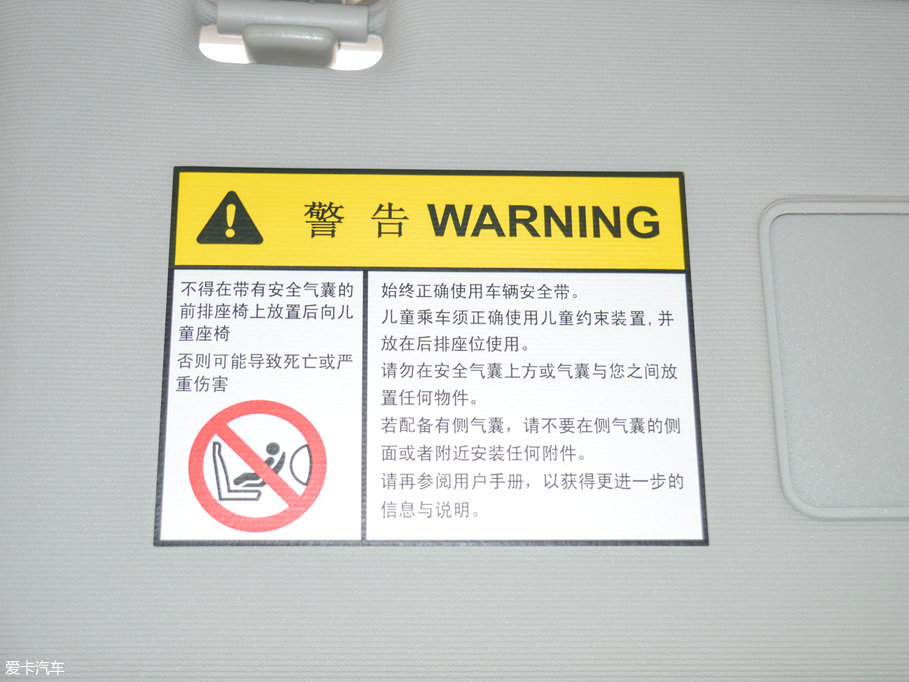 警 告 WARNING
不得在带有安全气囊的
前排座椅上放置后向儿
童座椅
否则可能导致死亡或严
重伤害
始终正确使用车辆安全带。
儿童乘车须正确使用儿童约束装置, 并
放在后排座位使用。
请勿在安全气囊上方或气囊与您之间放
置任何物件。
若配备有侧气囊，请不要在侧气囊的侧
面或者附近安装任何附件。
请再参阅用户手册，以获得更进一步的
信息与说明。
爱卡汽车